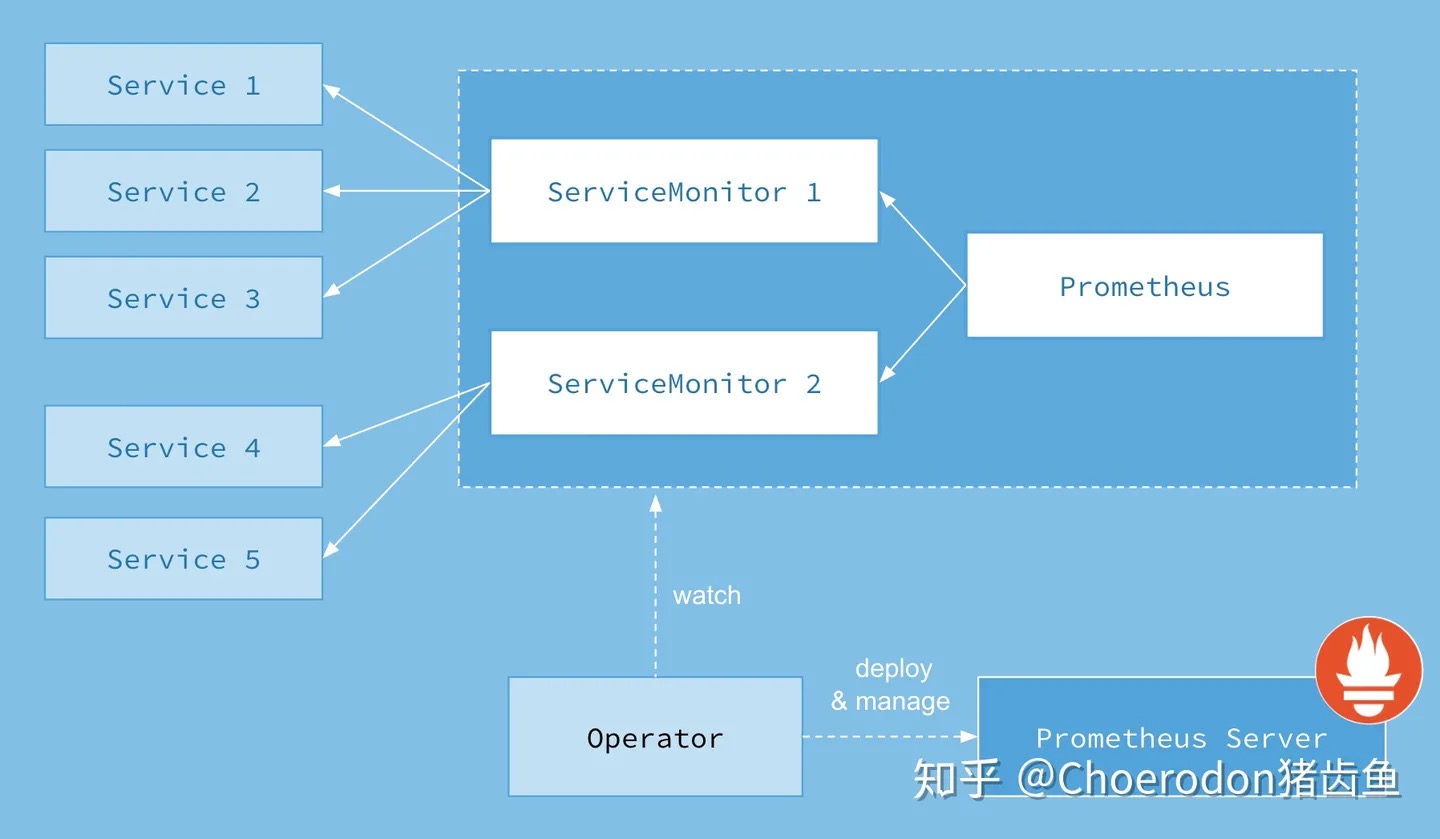 Service 1
Service 2
Service 3
Service 4
Service 5
ServiceMonitor 1
ServiceMonitor 2
Prometheus
watch
Operator
deploy
& manage
Prometheus Server
知乎 @Choerodon猪齿鱼